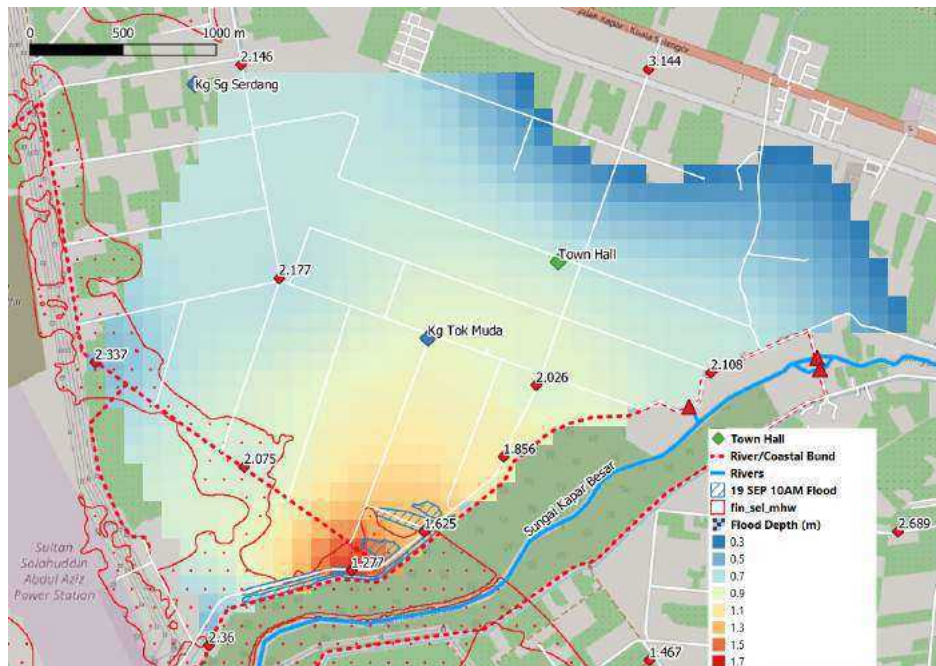 0 500 1000 m
2.146
Kg Sg Serdang
3.144
Town Hall
2.177
Kg Tok Muda
2.337
2.108
2.026
2.075
1.856
1.625
1.277
2.36
Sungai Kapar Besar
Sultan
Salahuddin
Abdul Aziz
Power Station
Town Hall
River/Coastal Bund
Rivers
19 SEP 10AM Flood
fin_sel_mhw
Flood Depth (m)
0.3
0.5
0.7
0.9
1.1
1.3
1.5
1.7
2.689
1.467